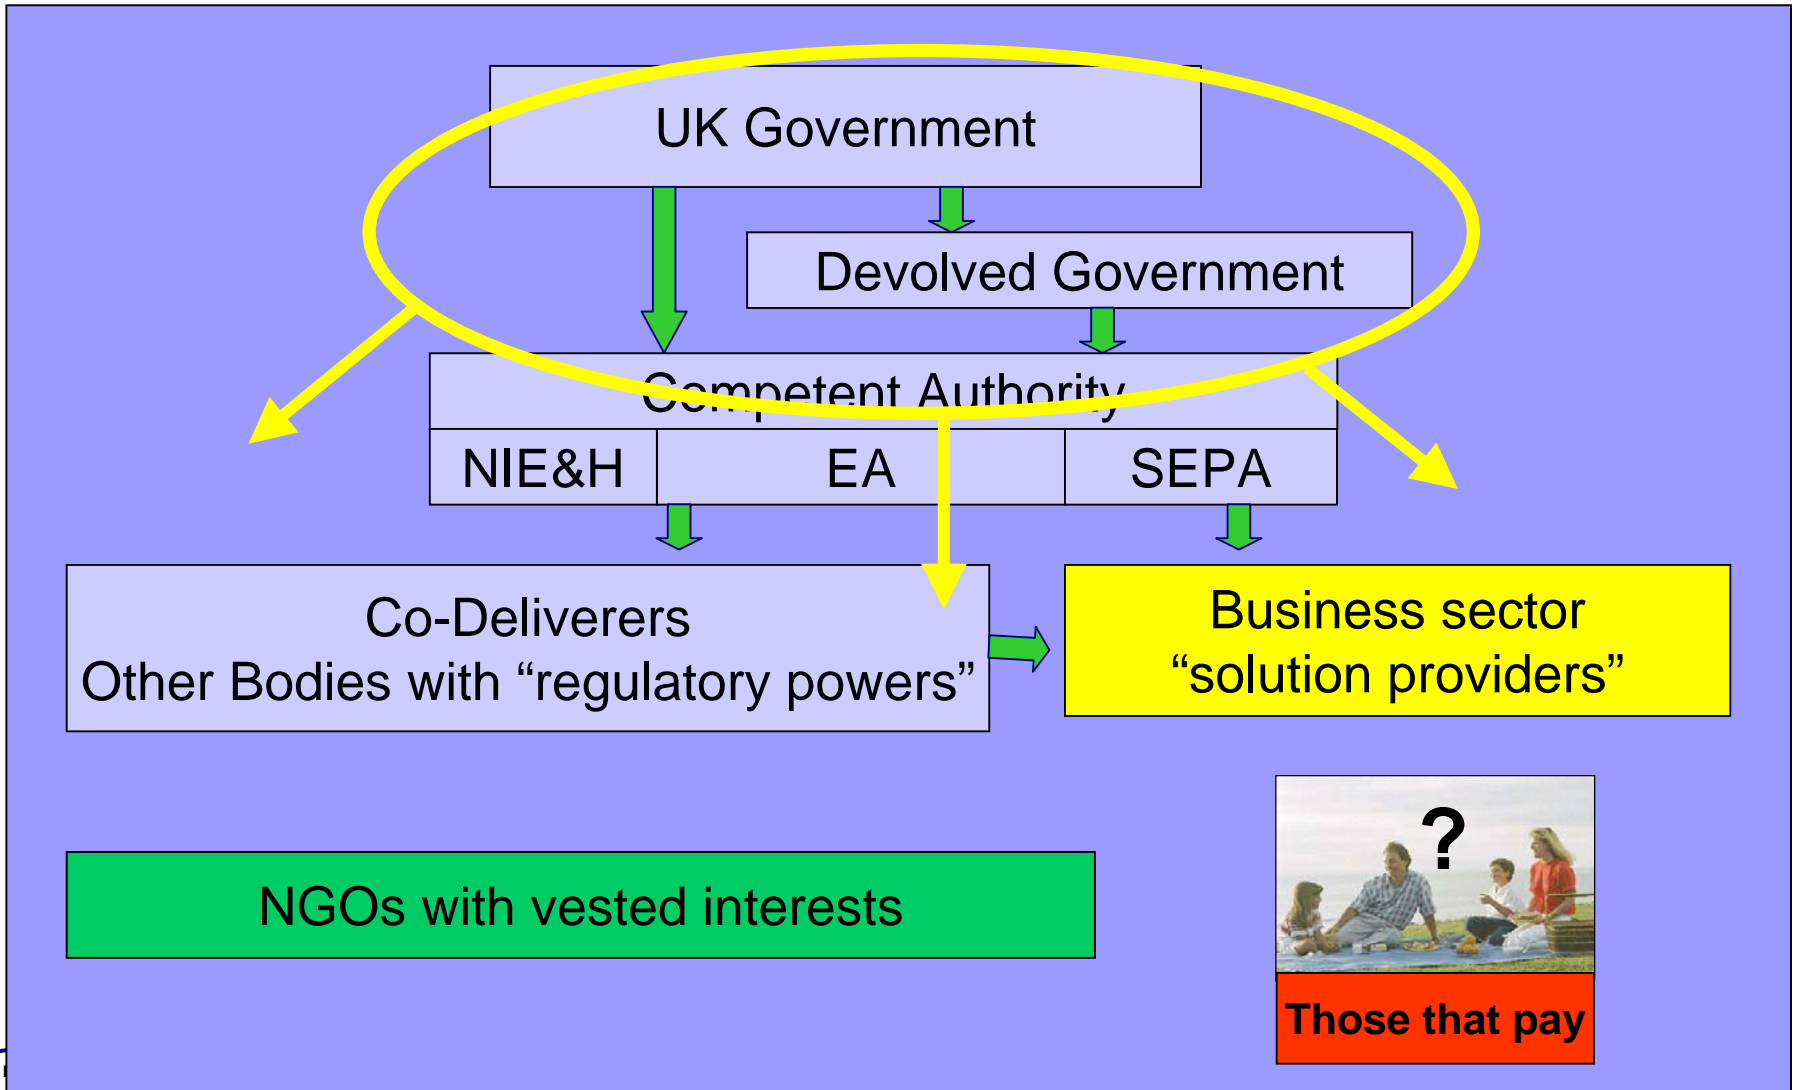 UK Government
Devolved Government
Competent Authority
NIE&H
EA
SEPA
Co-Deliverers
Other Bodies with “regulatory powers”
Business sector
“solution providers”
?
NGOs with vested interests
Those that pay